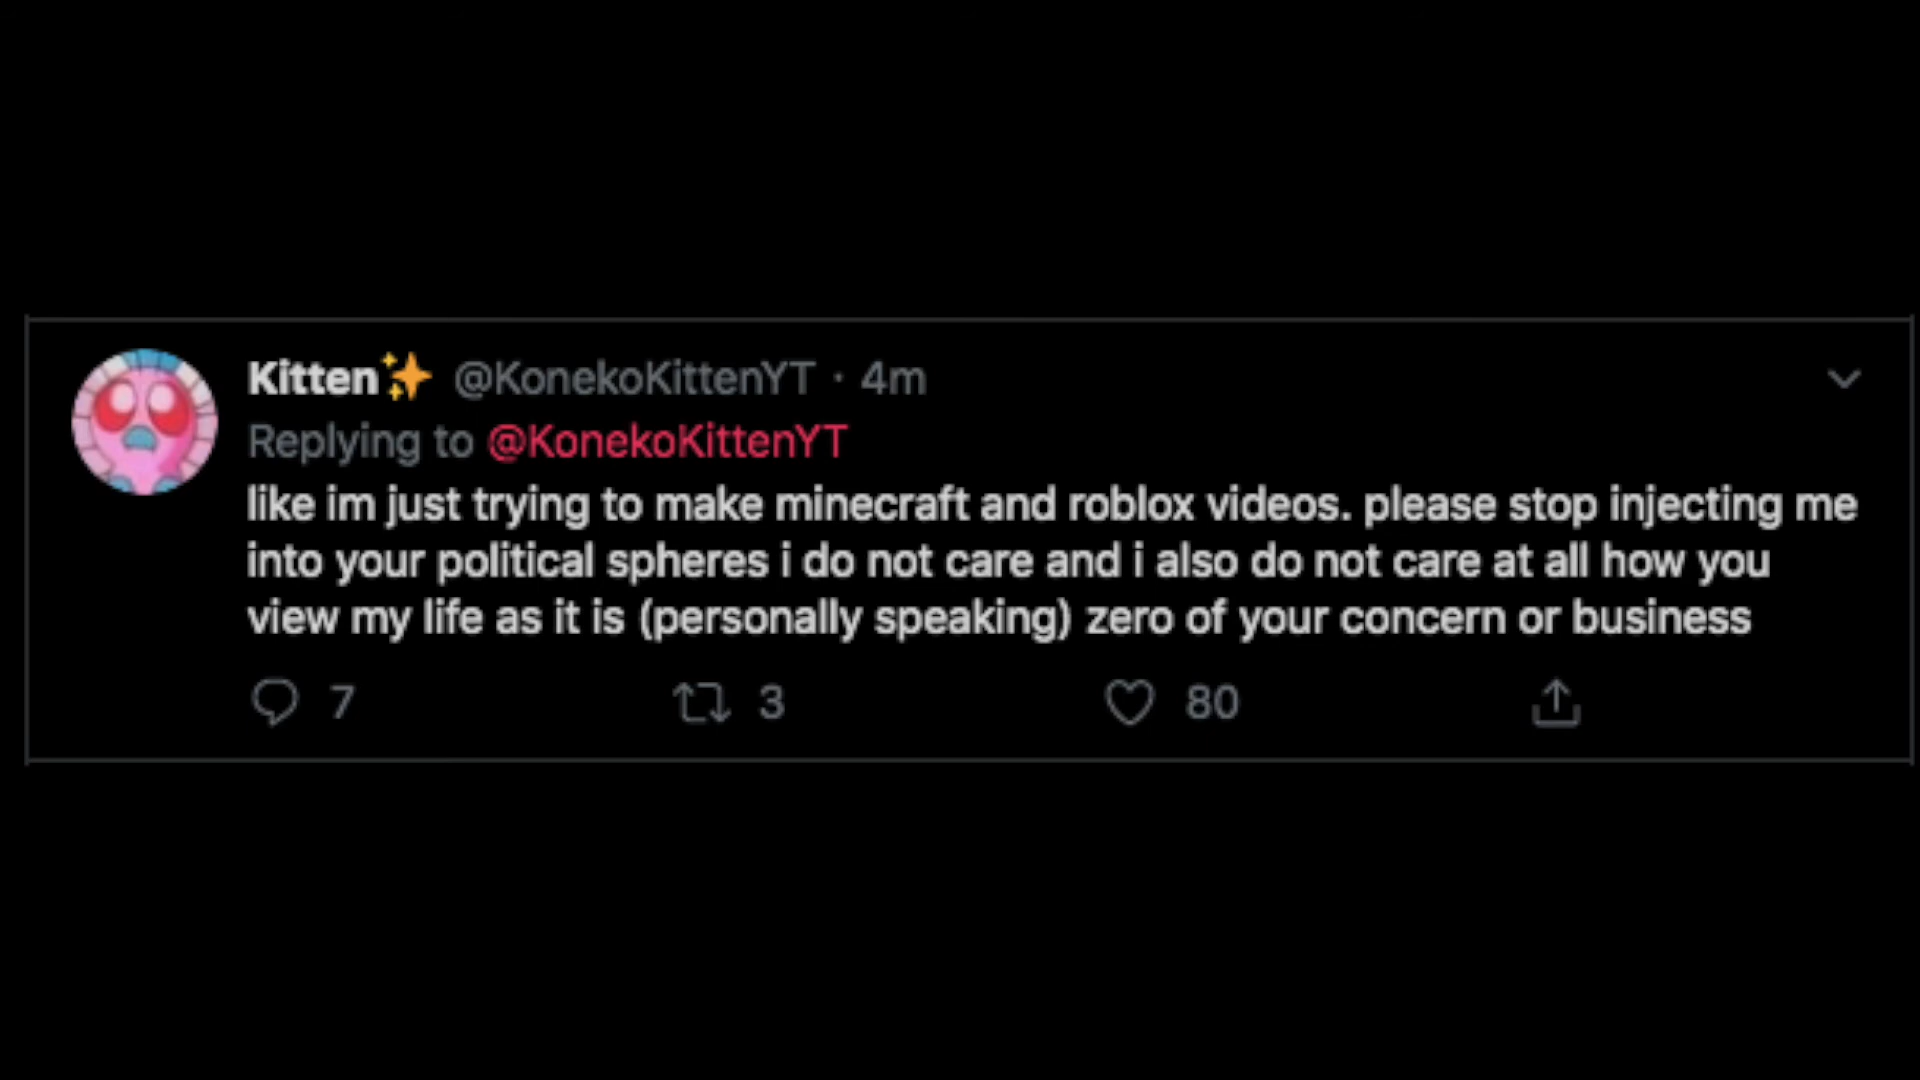 Kitten✨ @KonekoKittenYT · 4m
Replying to @KonekoKittenYT
like im just trying to make minecraft and roblox videos. please stop injecting me
into your political spheres i do not care and i also do not care at all how you
view my life as it is (personally speaking) zero of your concern or business
7 3 80